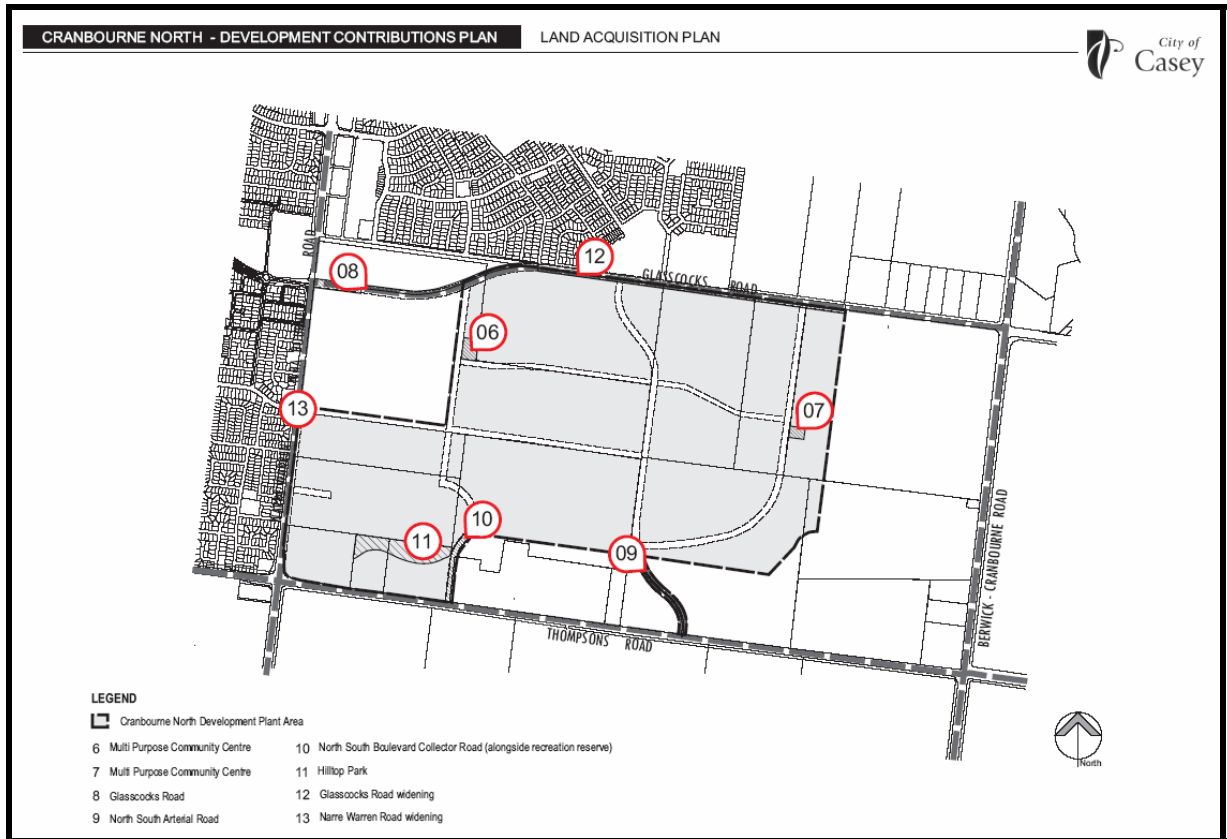 CRANBOURNE NORTH - DEVELOPMENT CONTRIBUTIONS PLAN
LAND ACQUISITION PLAN
City of
Casey
ROAD
08
12
GLASSCOCKS ROAD
06
13
07
10
11
09
BERWICK - CRANBOURNE ROAD
THOMPSONS ROAD
LEGEND
Cranbourne North Development Plant Area
6 Multi Purpose Community Centre
7 Multi Purpose Community Centre
8 Glasscocks Road
9 North South Arterial Road
10 North South Boulevard Collector Road (alongside recreation reserve)
11 Hilltop Park
12 Glasscocks Road widening
13 Narre Warren Road widening
North